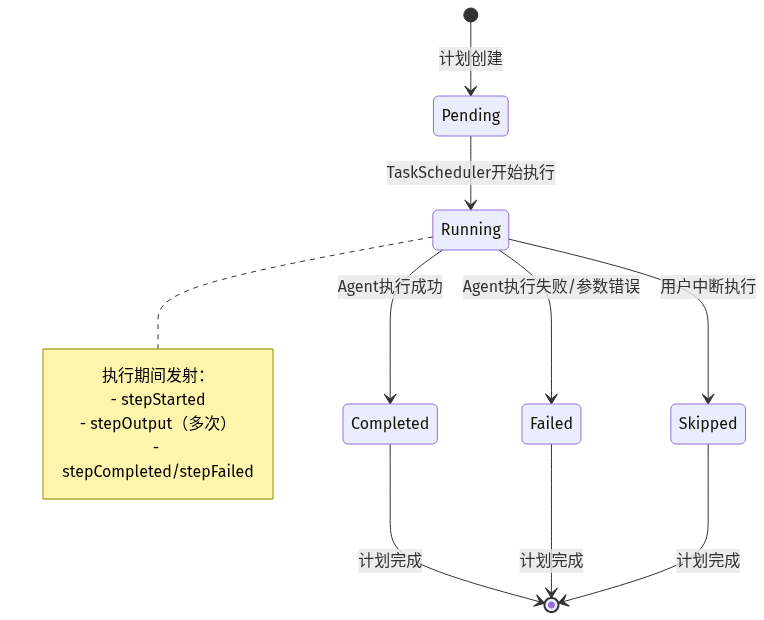 计划创建
Pending
TaskScheduler开始执行
Running
Agent执行成功
Agent执行失败/参数错误
用户中断执行
执行期间发射：
- stepStarted
- stepOutput（多次）
-
stepCompleted/stepFailed
Completed
Failed
Skipped
计划完成
计划完成
计划完成